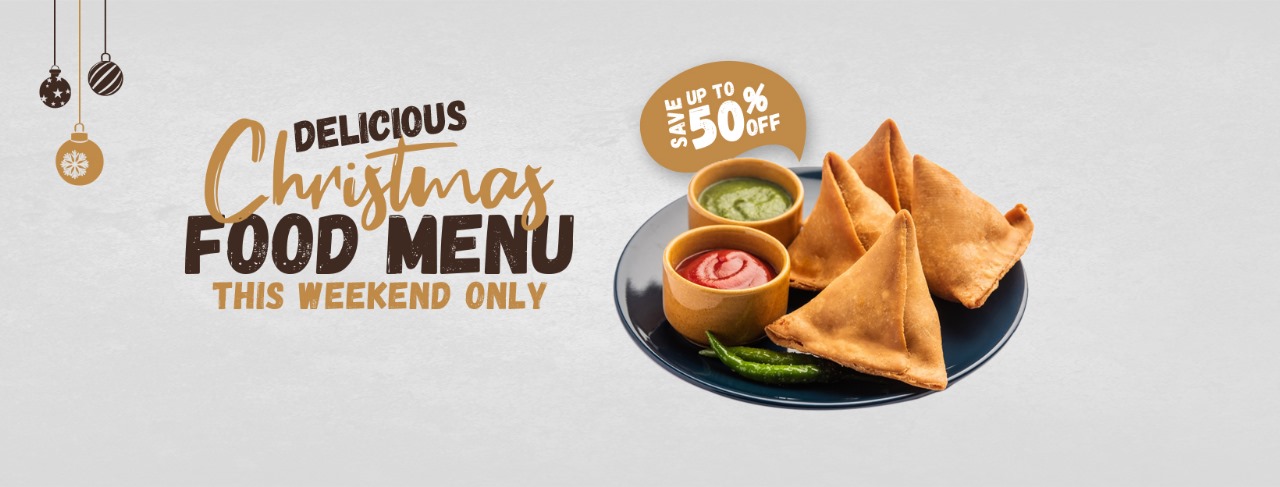 DELICIOUS
Christmas
FOOD MENU
THIS WEEKEND ONLY
SAVE
UP TO
50%
OFF